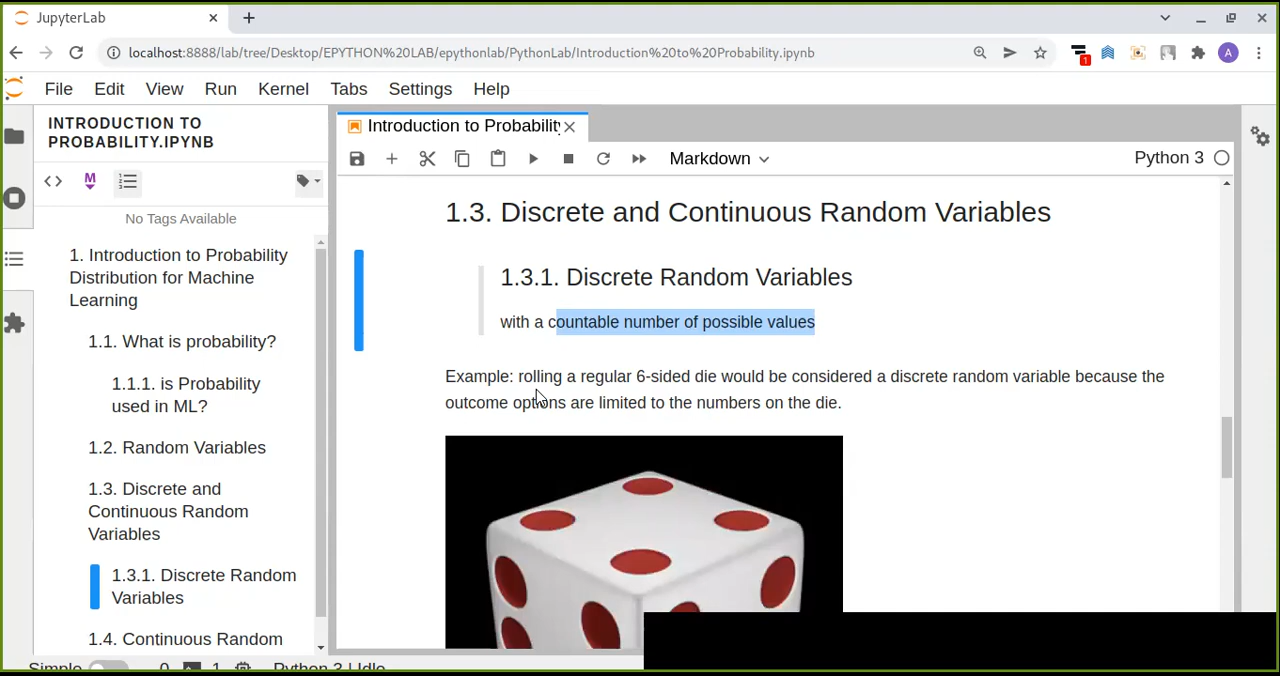 JupyterLab
localhost:8888/lab/tree/Desktop/EPYTHON%20LAB/epythonlab/PythonLab/Introduction%20to%20Probability.ipynb
1
A
File Edit View Run Kernel Tabs Settings Help
INTRODUCTION TO
PROBABILITY.IPYNB
No Tags Available
1. Introduction to Probability
Distribution for Machine
Learning
1.1. What is probability?
1.1.1. is Probability
used in ML?
1.2. Random Variables
1.3. Discrete and
Continuous Random
Variables
1.3.1. Discrete Random
Variables
1.4. Continuous Random
Introduction to Probability
Markdown
Python 3
1.3. Discrete and Continuous Random Variables
1.3.1. Discrete Random Variables
with a countable number of possible values
Example: rolling a regular 6-sided die would be considered a discrete random variable because the
outcome options are limited to the numbers on the die.
Simple 0 1 Python 3 | Idle